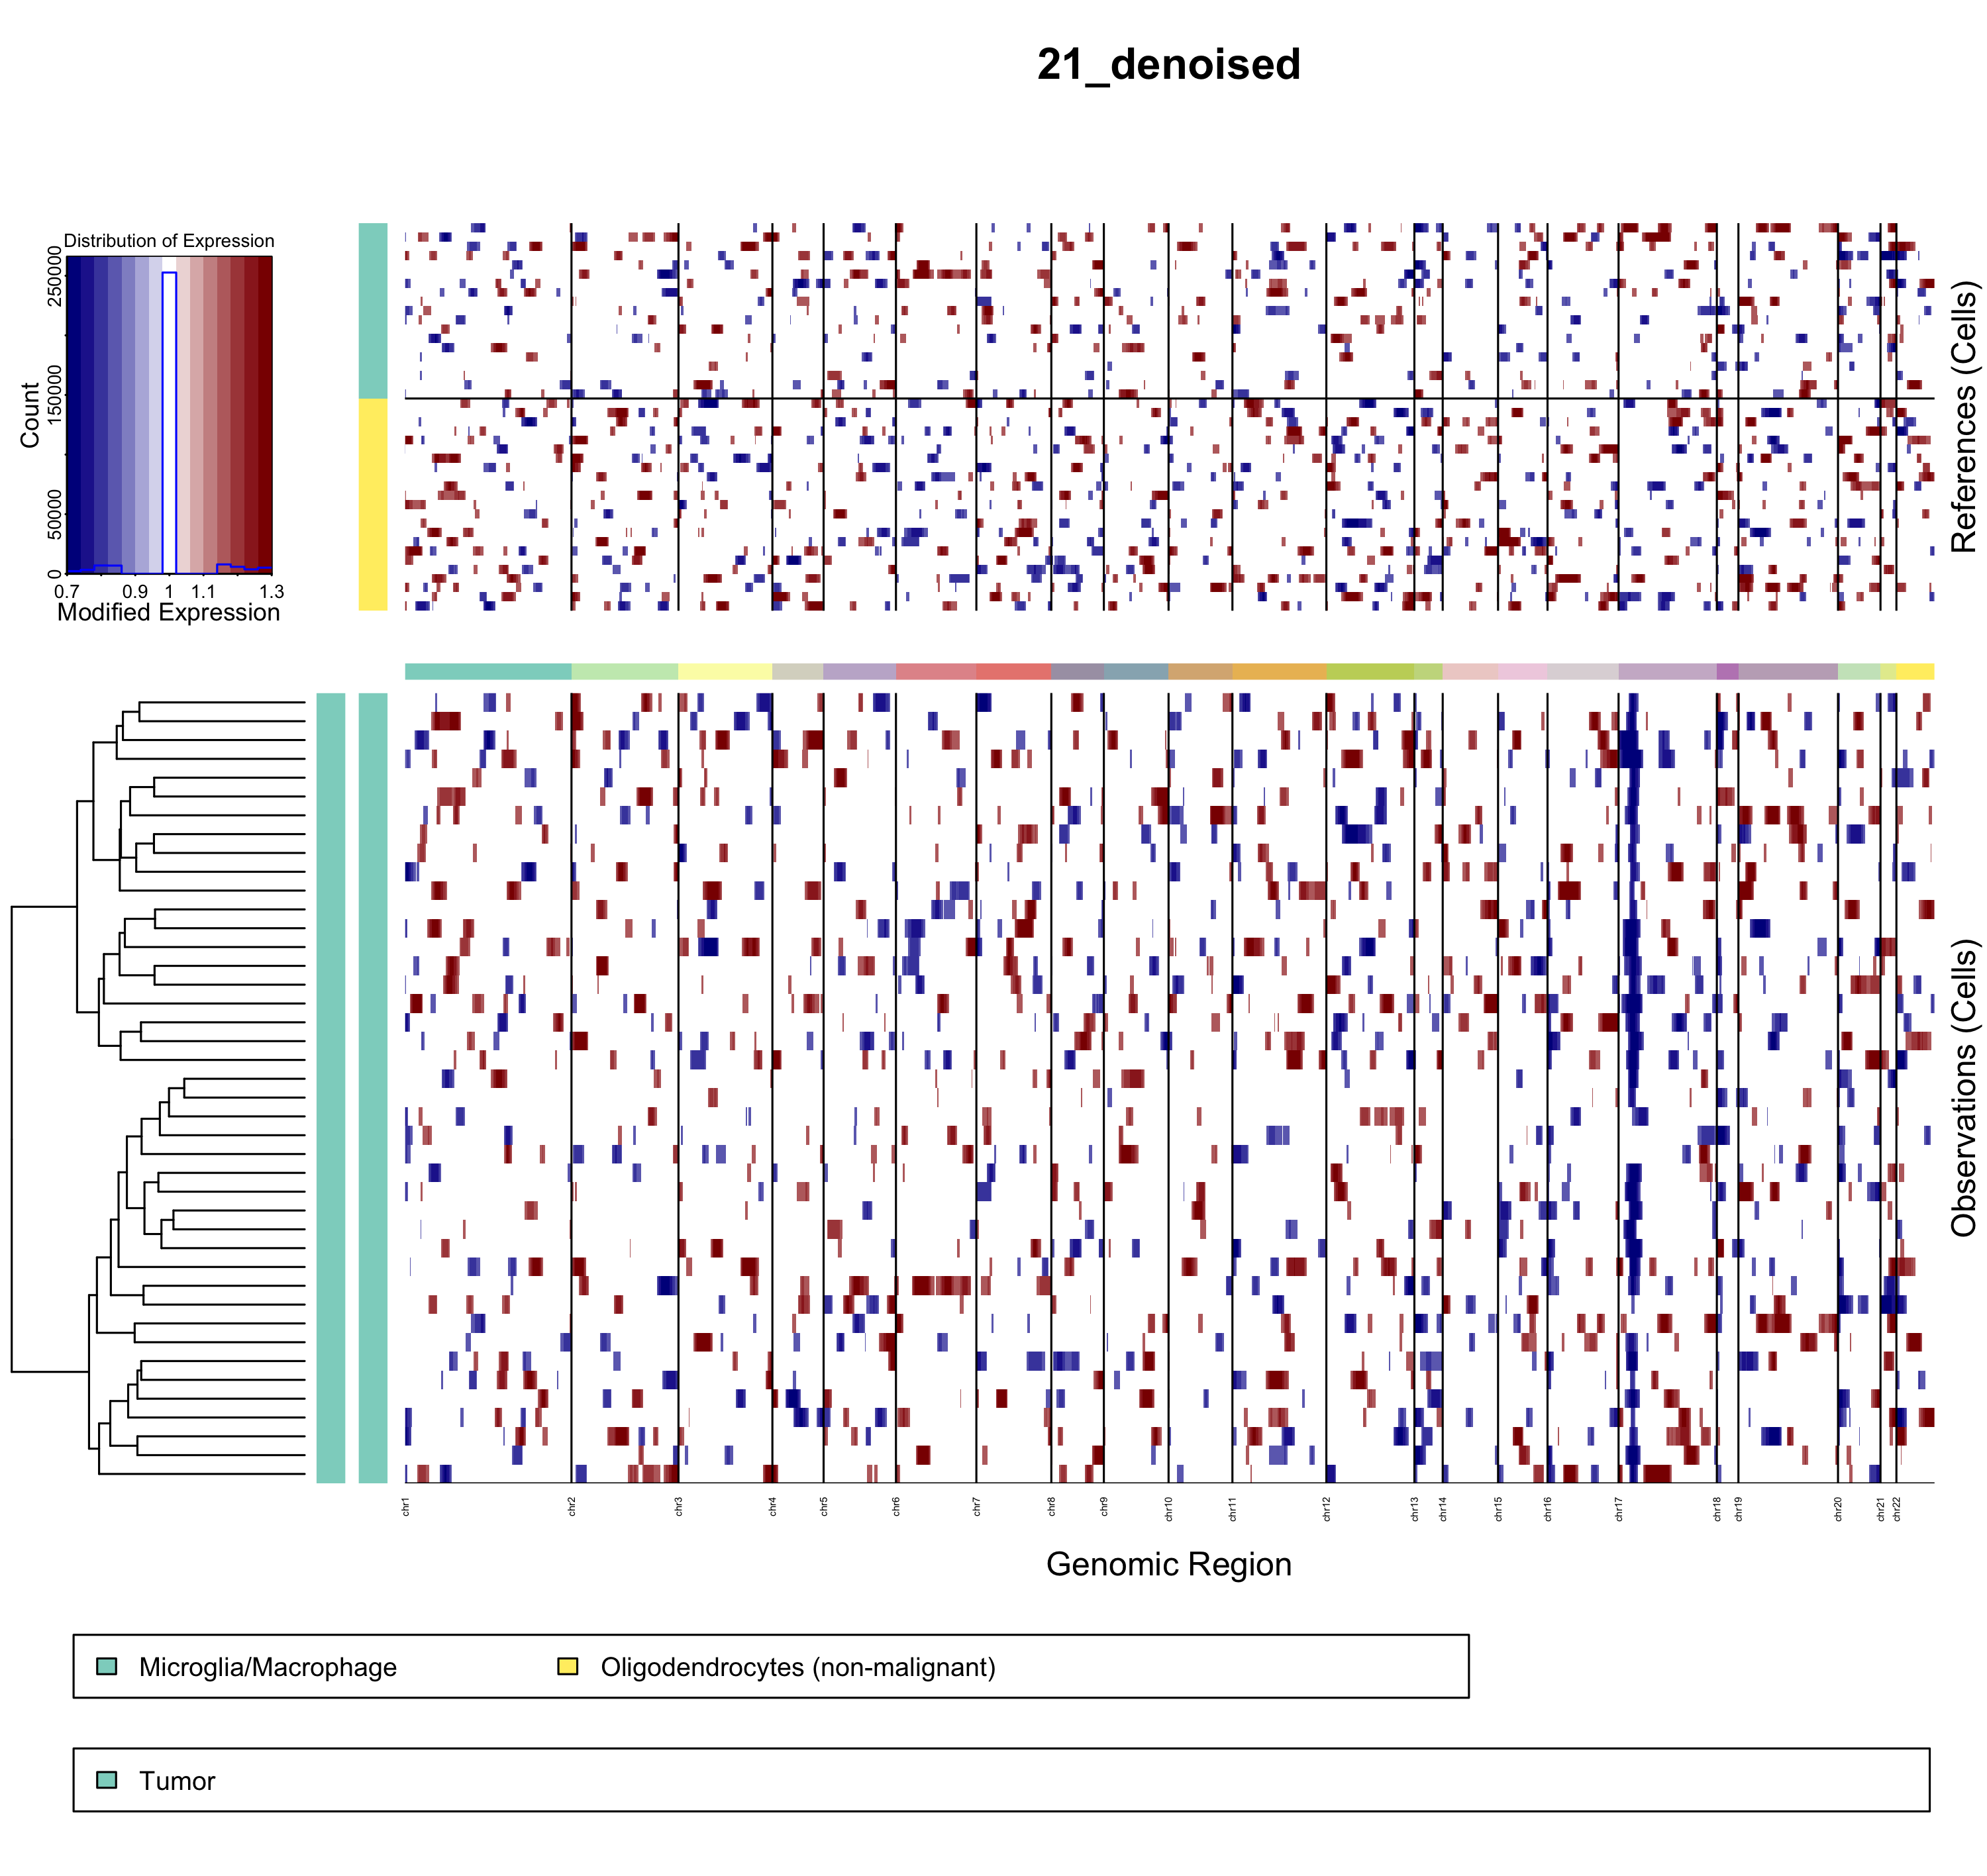 21_denoised
Distribution of Expression
Count
0
50000
150000
250000
0.7
0.9
1
1.1
1.3
Modified Expression
References (Cells)
Observations (Cells)
chr1
chr2
chr3
chr4
chr5
chr6
chr7
chr8
chr9
chr10
chr11
chr12
chr13
chr14
chr15
chr16
chr17
chr18
chr19
chr20
chr21
chr22
Genomic Region
Microglia/Macrophage
Oligodendrocytes (non-malignant)
Tumor